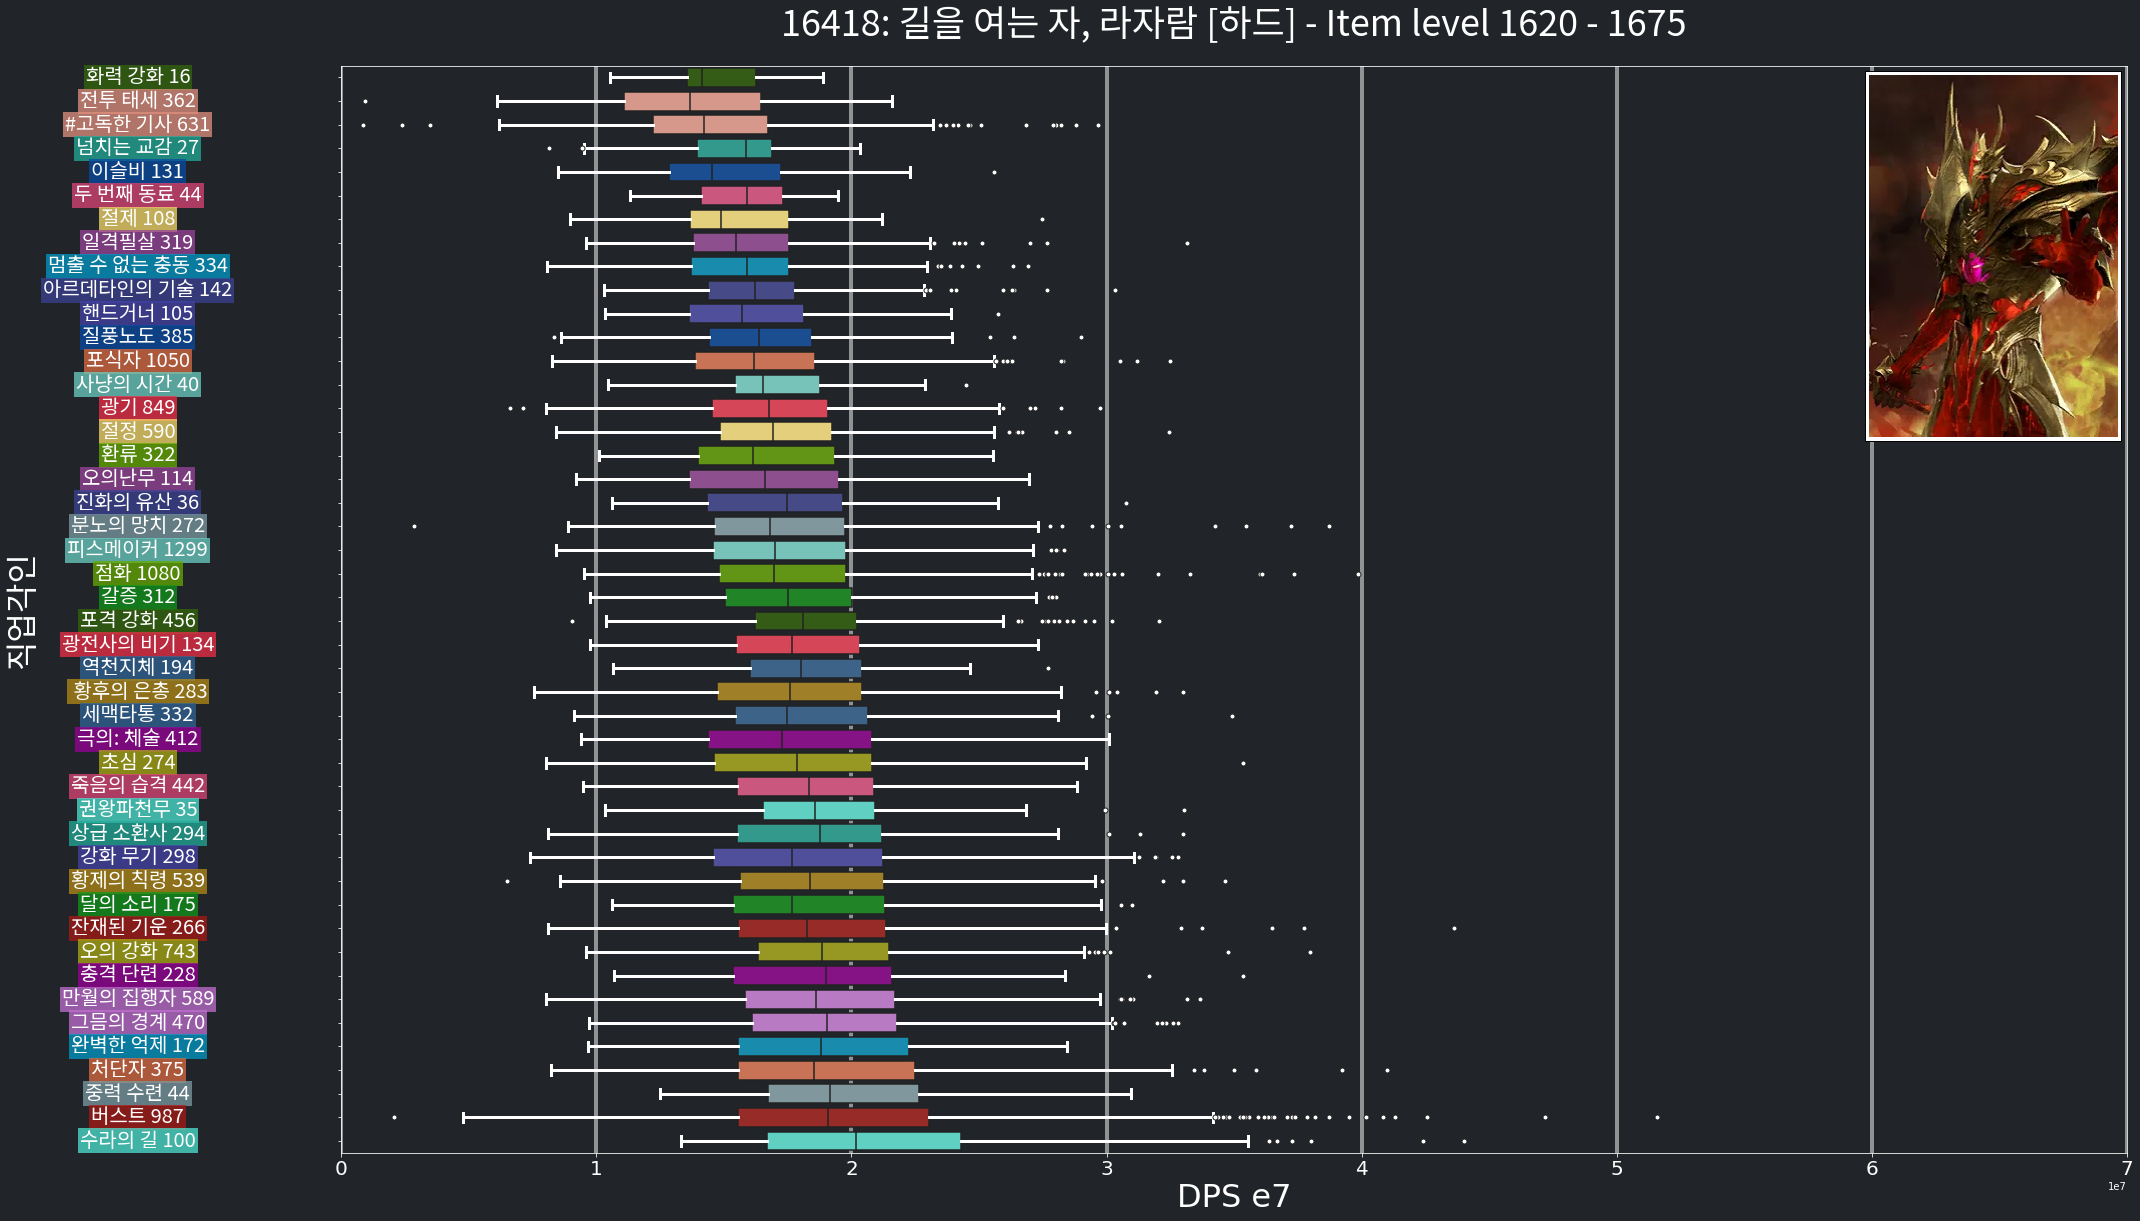 16418: 길을 여는 자, 라자람 [하드] - Item level 1620 - 1675
화력 강화 16
전투 태세 362
#고독한 기사 631
넘치는 교감 27
이슬비 131
두 번째 동료 44
절제 108
일격필살 319
멈출 수 없는 충동 334
아르데타인의 기술 142
핸드거너 105
질풍노도 385
포식자 1050
사냥의 시간 40
광기 849
절정 590
환류 322
오의난무 114
진화의 유산 36
분노의 망치 272
피스메이커 1299
점화 1080
갈증 312
포격 강화 456
광전사의 비기 134
역천지체 194
황후의 은총 283
세맥타통 332
극의: 체술 412
초심 274
죽음의 습격 442
권왕파천무 35
상급 소환사 294
강화 무기 298
황제의 칙령 539
달의 소리 175
잔재된 기운 266
오의 강화 743
충격 단련 228
만월의 집행자 589
그믐의 경계 470
완벽한 억제 172
처단자 375
중력 수련 44
버스트 987
수라의 길 100
직업각인
0 1 2 3 4 5 6 7
DPS e7
1e7